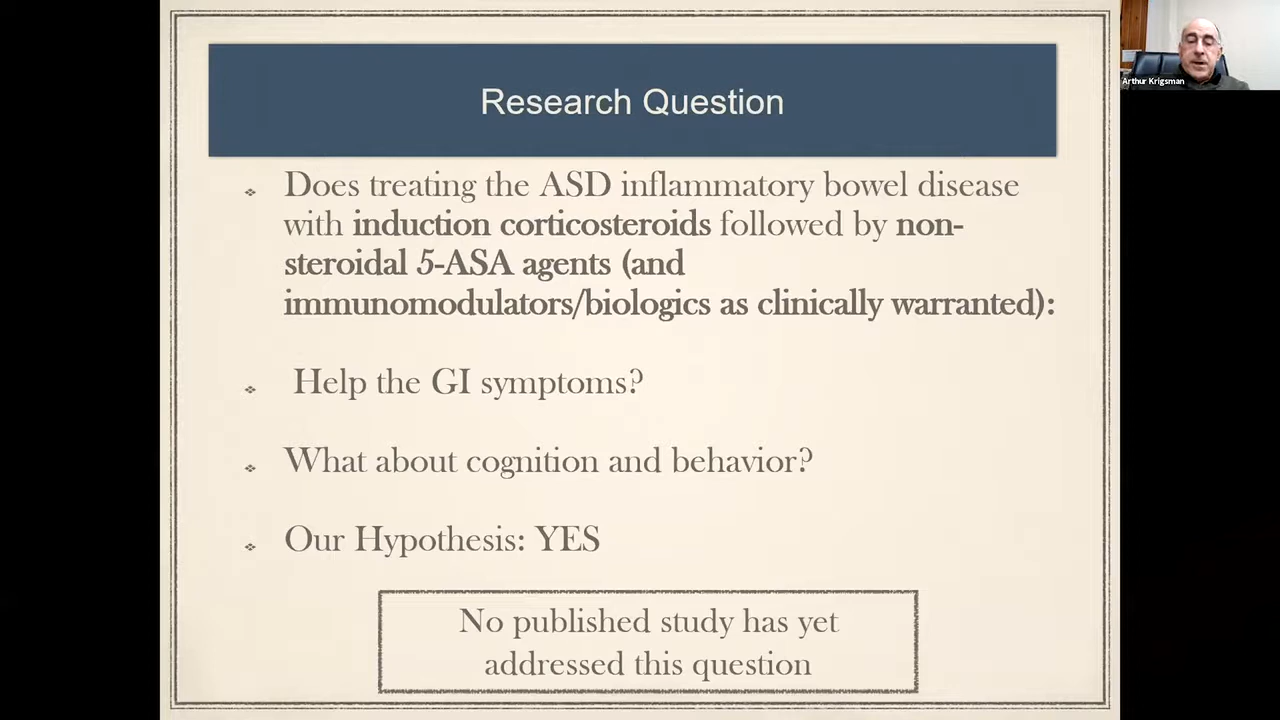 Research Question
Arthur Krigsman
Does treating the ASD inflammatory bowel disease
with induction corticosteroids followed by non-
steroidal 5-ASA agents (and
immunomodulators/biologics as clinically warranted):
Help the GI symptoms?
What about cognition and behavior?
Our Hypothesis: YES
No published study has yet
addressed this question